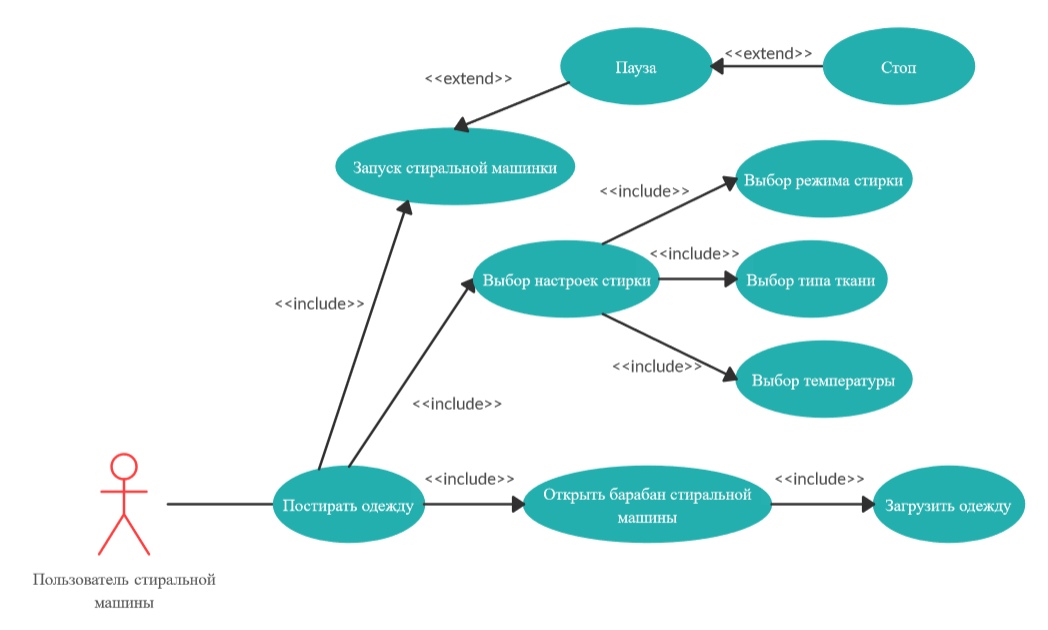 <<extend>>
Пауза
<<extend>>
Стоп
Запуск стиральной машинки
<<include>>
Выбор режима стирки
<<include>>
Выбор настроек стирки
<<include>>
Выбор типа ткани
<<include>>
Выбор температуры
<<include>>
Постирать одежду
<<include>>
Открыть барабан стиральной
машины
<<include>>
Загрузить одежду
Пользователь стиральной
машины
<<include>>